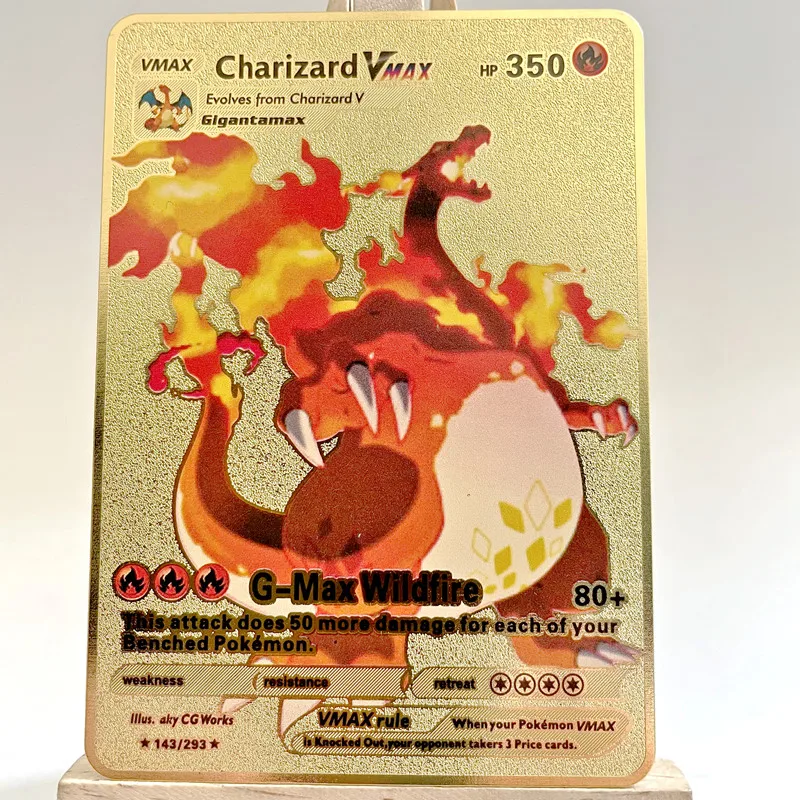 VMAX Charizard VMAX HP 350
Evolves from Charizard V
Gigantamax
G-Max Wildfire 80+
This attack does 50 more damage for each of your
Benched Pokémon.
weakness resistance retreat
Illus. aky CG Works VMAX rule When your Pokémon VMAX
★ 143/293 ★ is Knocked Out,your opponent takers 3 Price cards.